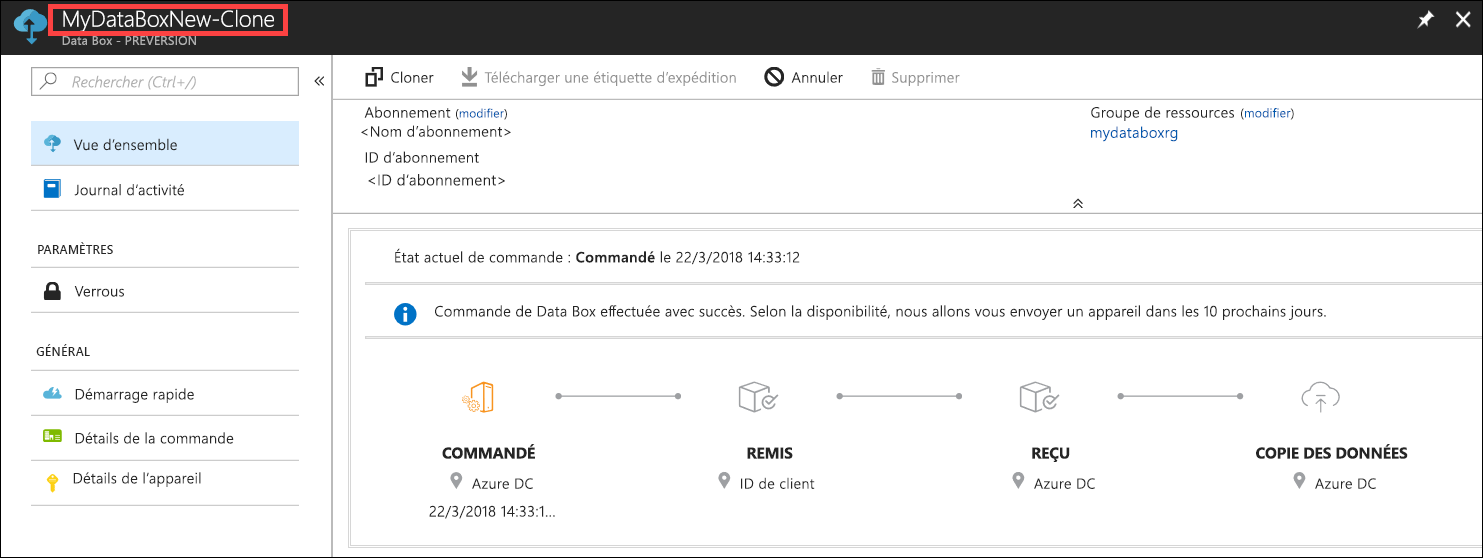 MyDataBoxNew-Clone
Data Box - PRÉVERSION
Rechercher (Ctrl+/)
«
Cloner
Télécharger une étiquette d’expédition
Annuler
Supprimer
Vue d’ensemble
Journal d’activité
PARAMÈTRES
Verrous
GÉNÉRAL
Démarrage rapide
Détails de la commande
Détails de l’appareil
Abonnement (modifier)
<Nom d’abonnement>
ID d’abonnement
<ID d’abonnement>
Groupe de ressources (modifier)
mydataboxrg
État actuel de commande : Commandé le 22/3/2018 14:33:12
Commande de Data Box effectuée avec succès. Selon la disponibilité, nous allons vous envoyer un appareil dans les 10 prochains jours.
COMMANDÉ
Azure DC
22/3/2018 14:33:1...
REMIS
ID de client
REÇU
Azure DC
COPIE DES DONNÉES
Azure DC